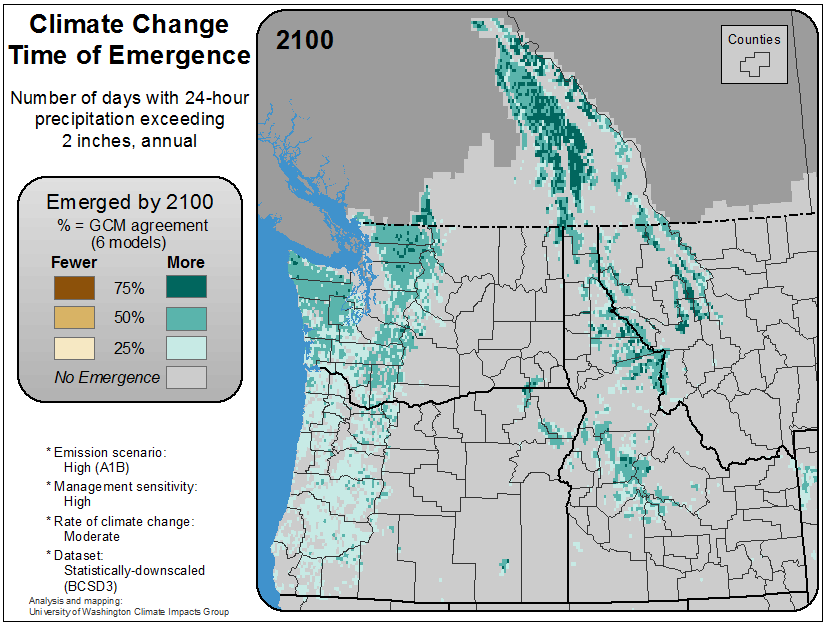 Climate Change
Time of Emergence
Number of days with 24-hour
precipitation exceeding
2 inches, annual
Emerged by 2100
% = GCM agreement
(6 models)
Fewer More
75%
50%
25%
No Emergence
* Emission scenario:
High (A1B)
* Management sensitivity:
High
* Rate of climate change:
Moderate
* Dataset:
Statistically-downscaled
(BCSD3)
Analysis and mapping:
University of Washington Climate Impacts Group
2100
Counties